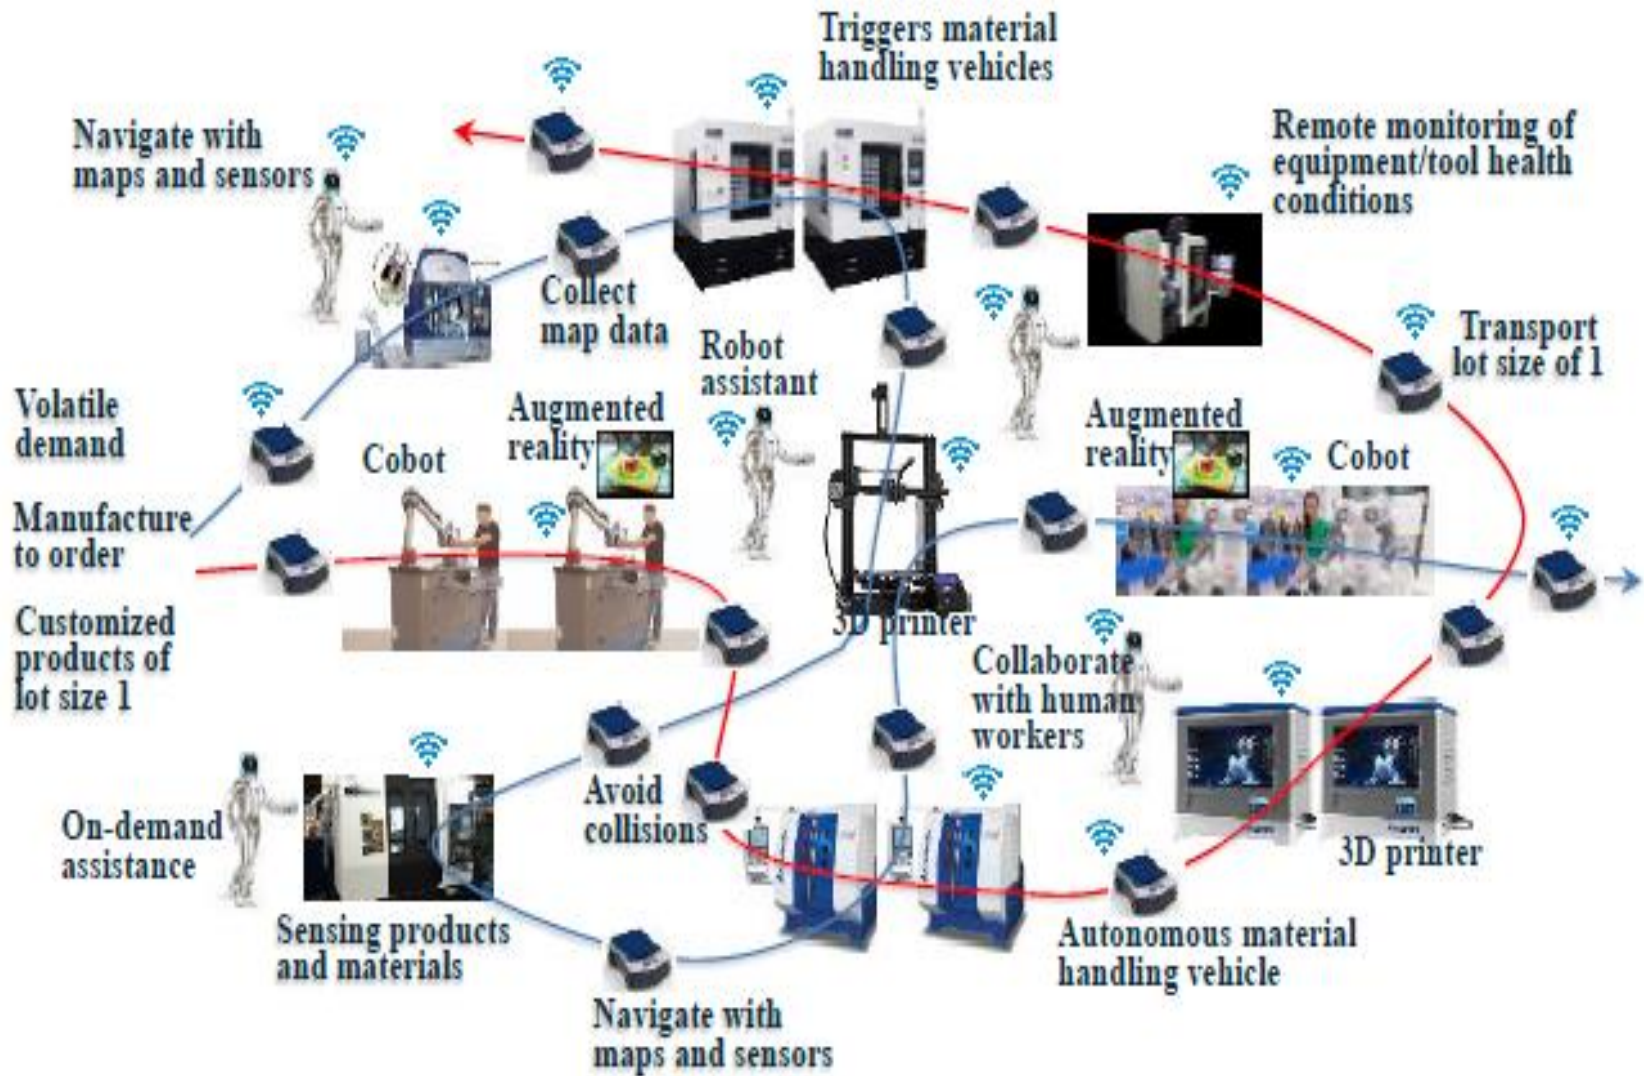 Triggers material
handling vehicles
Navigate with
maps and sensors
Remote monitoring of
equipment/tool health
conditions
Collect
map data
Robot
assistant
Transport
lot size of 1
Volatile
demand
Augmented
reality
Cobot
Augmented
reality
Cobot
Manufacture
to order
Customized
products of
lot size 1
3D printer
Collaborate
with human
workers
On-demand
assistance
Avoid
collisions
3D printer
Sensing products
and materials
Autonomous material
handling vehicle
Navigate with
maps and sensors